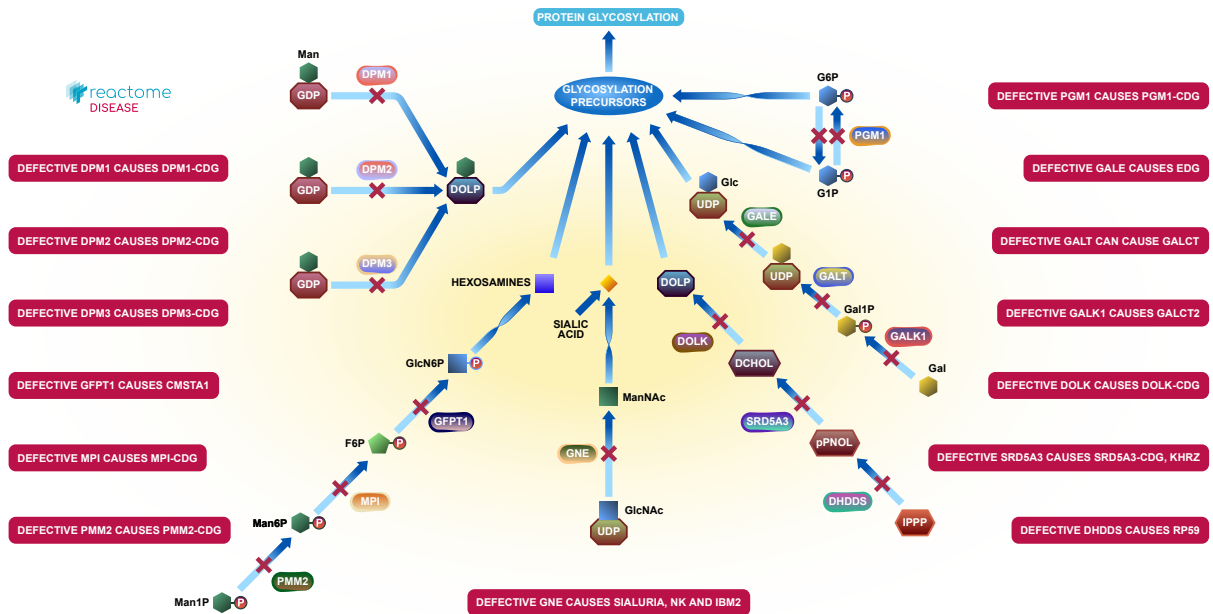 PROTEIN GLYCOSYLATION
Man
GDP
DPM1
reactome
DISEASE
GLYCOSYLATION
PRECURSORS
G6P
P
PGM1
G1P
P
DEFECTIVE PGM1 CAUSES PGM1-CDG
DEFECTIVE DPM1 CAUSES DPM1-CDG
GDP
DPM2
DOLP
Glc
UDP
GALE
DEFECTIVE GALE CAUSES EDG
DEFECTIVE DPM2 CAUSES DPM2-CDG
GDP
DPM3
HEXOSAMINES
SIALIC
ACID
DOLP
UDP
GALT
DEFECTIVE GALT CAN CAUSE GALCT
DEFECTIVE DPM3 CAUSES DPM3-CDG
Gal1P
P
GALK1
Gal
DEFECTIVE GALK1 CAUSES GALCT2
GlcN6P
P
DOLK
DCHOL
DEFECTIVE GFPT1 CAUSES CMSTA1
ManNAc
DEFECTIVE DOLK CAUSES DOLK-CDG
GFPT1
SRD5A3
F6P
P
GNE
pPNOL
DEFECTIVE MPI CAUSES MPI-CDG
DEFECTIVE SRD5A3 CAUSES SRD5A3-CDG, KHRZ
MPI
DHDDS
GlcNAc
UDP
IPPP
Man6P
P
DEFECTIVE PMM2 CAUSES PMM2-CDG
DEFECTIVE DHDDS CAUSES RP59
PMM2
Man1P
P
DEFECTIVE GNE CAUSES SIALURIA, NK AND IBM2